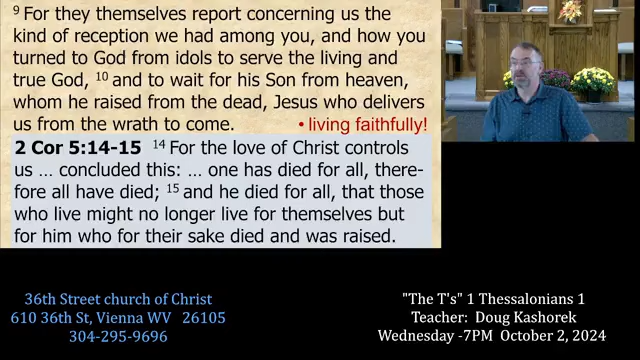 9 For they themselves report concerning us the
kind of reception we had among you, and how you
turned to God from idols to serve the living and
true God, 10 and to wait for his Son from heaven,
whom he raised from the dead, Jesus who delivers
us from the wrath to come. • living faithfully!
2 Cor 5:14-15 14 For the love of Christ controls
us … concluded this: … one has died for all, there-
fore all have died; 15 and he died for all, that those
who live might no longer live for themselves but
for him who for their sake died and was raised.
36th Street church of Christ
610 36th St, Vienna WV 26105
304-295-9696
"The T's" 1 Thessalonians 1
Teacher: Doug Kashorek
Wednesday -7PM October 2, 2024